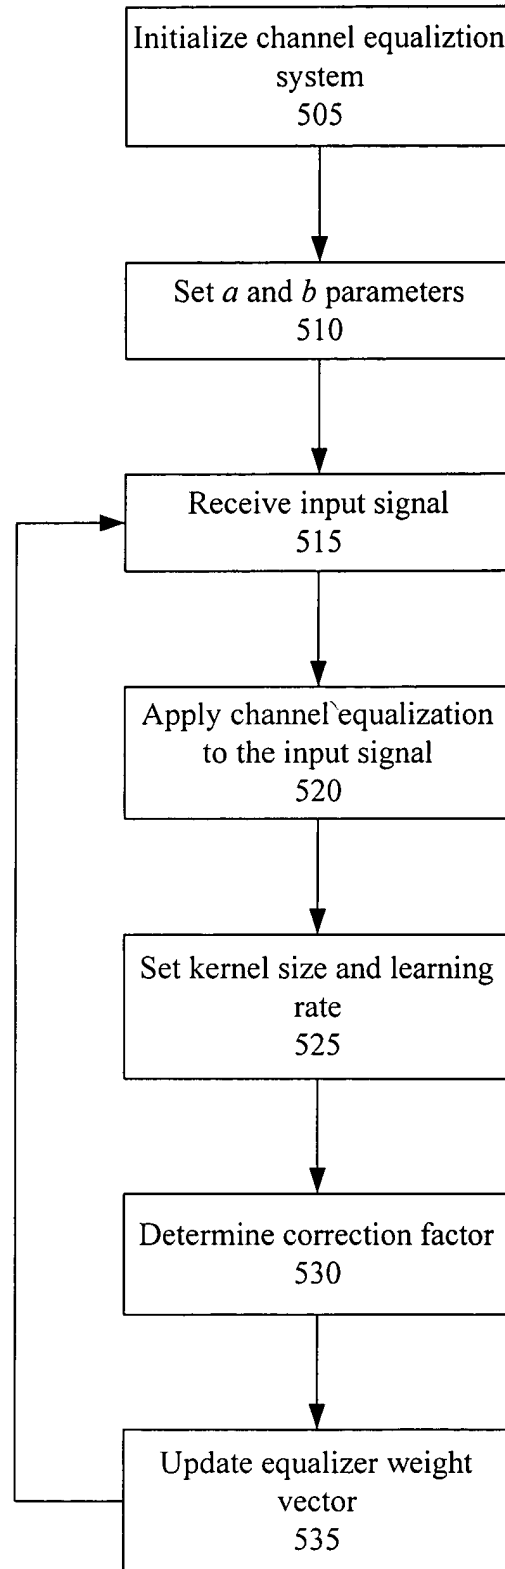 Initialize channel equaliztion
system
505
Set a and b parameters
510
Receive input signal
515
Apply channel equalization
to the input signal
520
Set kernel size and learning
rate
525
Determine correction factor
530
Update equalizer weight
vector
535